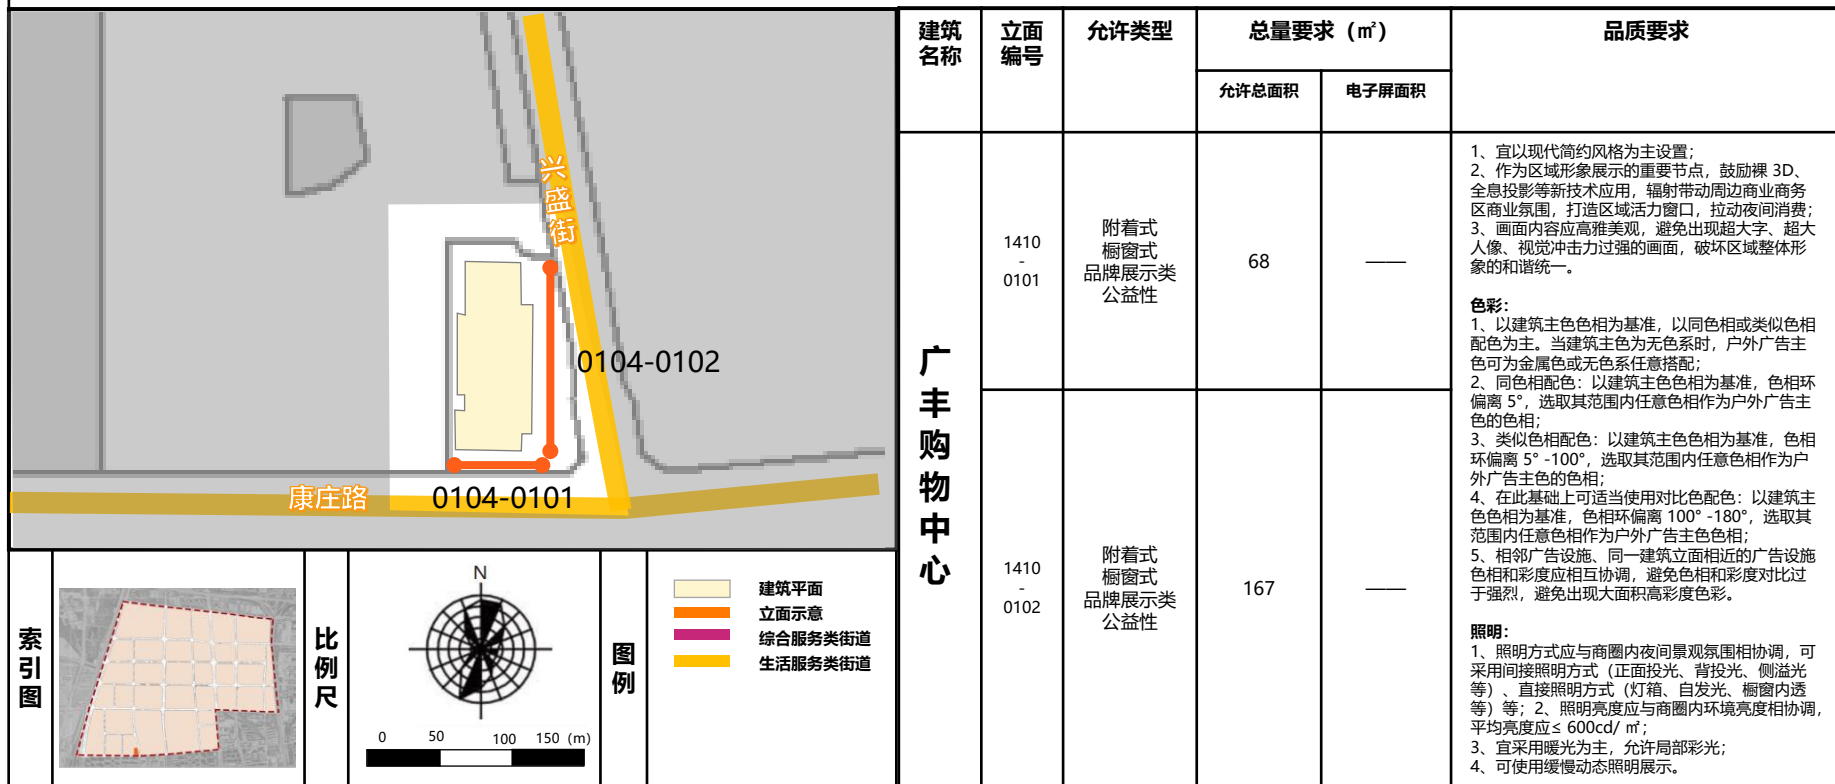 兴盛街
0104-0102
康庄路
0104-0101
索引图
比例尺
N
0 50 100 150 (m)
图例
建筑平面
立面示意
综合服务类街道
生活服务类街道
建筑名称
立面编号
允许类型
总量要求（㎡）
品质要求
允许总面积
电子屏面积
广丰购物中心
1410
-
0101
附着式
橱窗式
品牌展示类
公益性
68
——
1410
-
0102
附着式
橱窗式
品牌展示类
公益性
167
——
1、宜以现代简约风格为主设置；
2、作为区域形象展示的重要节点，鼓励裸 3D、
全息投影等新技术应用，辐射带动周边商业商务
区商业氛围，打造区域活力窗口，拉动夜间消费；
3、画面内容应高雅美观，避免出现超大字、超大
人像、视觉冲击力过强的画面，破坏区域整体形
象的和谐统一。
色彩：
1、以建筑主色色相为基准，以同色相或类似色相
配色为主。当建筑主色为无色系时，户外广告主
色可为金属色或无色系任意搭配；
2、同色相配色：以建筑主色色相为基准，色相环
偏离 5°，选取其范围内任意色相作为户外广告主
色的色相；
3、类似色相配色：以建筑主色色相为基准，色相
环偏离 5° -100°，选取其范围内任意色相作为户
外广告主色的色相；
4、在此基础上可适当使用对比色配色：以建筑主
色色相为基准，色相环偏离 100° -180°，选取其
范围内任意色相作为户外广告主色色相；
5、相邻广告设施、同一建筑立面相近的广告设施
色相和彩度应相互协调，避免色相和彩度对比过
于强烈，避免出现大面积高彩度色彩。
照明：
1、照明方式应与商圈内夜间景观氛围相协调，可
采用间接照明方式（正面投光、背投光、侧溢光
等）、直接照明方式（灯箱、自发光、橱窗内透
等）等；2、照明亮度应与商圈内环境亮度相协调，
平均亮度应≤ 600cd/ ㎡；
3、宜采用暖光为主，允许局部彩光；
4、可使用缓慢动态照明展示。